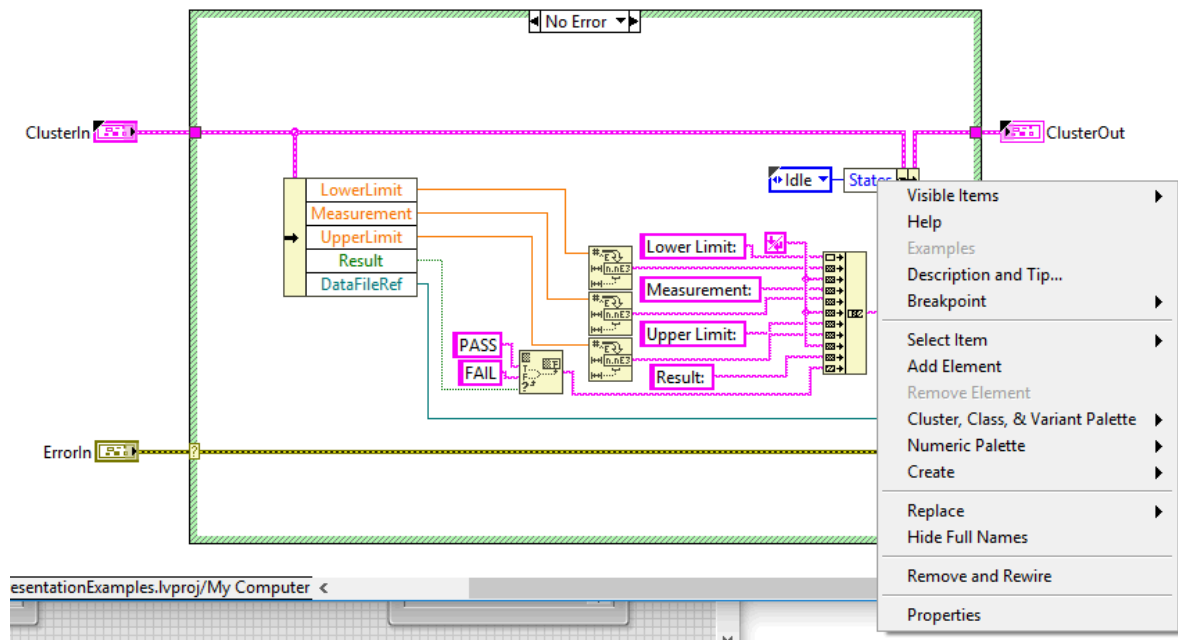 No Error
ClusterIn
ClusterOut
Idle
States
LowerLimit
Measurement
UpperLimit
Result
DataFileRef
Lower Limit:
Measurement:
Upper Limit:
Result:
PASS
FAIL
ErrorIn
?
Visible Items
Help
Examples
Description and Tip...
Breakpoint
Select Item
Add Element
Remove Element
Cluster, Class, & Variant Palette
Numeric Palette
Create
Replace
Hide Full Names
Remove and Rewire
Properties
esentationExamples.lvproj/My Computer